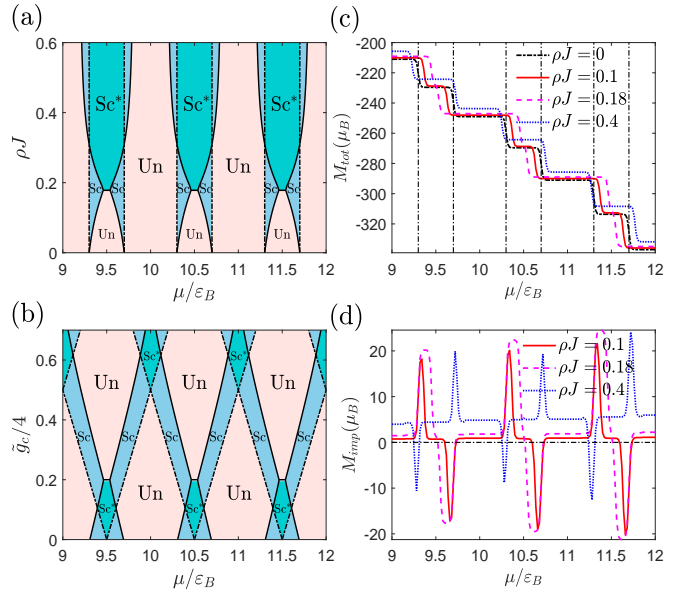 (a)
0.6
0.4
0.2
0
ρJ
Sc* Sc* Sc*
Un Un
Sc Sc Sc Sc Sc Sc
Un Un Un
9 9.5 10 10.5 11 11.5 12
μ/ε_B
(c)
-200
-220
-240
-260
-280
-300
-320
M_tot(μ_B)
ρJ = 0
ρJ = 0.1
ρJ = 0.18
ρJ = 0.4
9 9.5 10 10.5 11 11.5 12
μ/ε_B
(b)
0.6
0.4
0.2
0
g̃_c/4
Sc* Sc*
Un Un Un
Sc Sc Sc Sc Sc Sc
Un Un
Sc* Sc* Sc*
9 9.5 10 10.5 11 11.5 12
μ/ε_B
(d)
20
10
0
-10
-20
M_imp(μ_B)
ρJ = 0.1
ρJ = 0.18
ρJ = 0.4
9 9.5 10 10.5 11 11.5 12
μ/ε_B